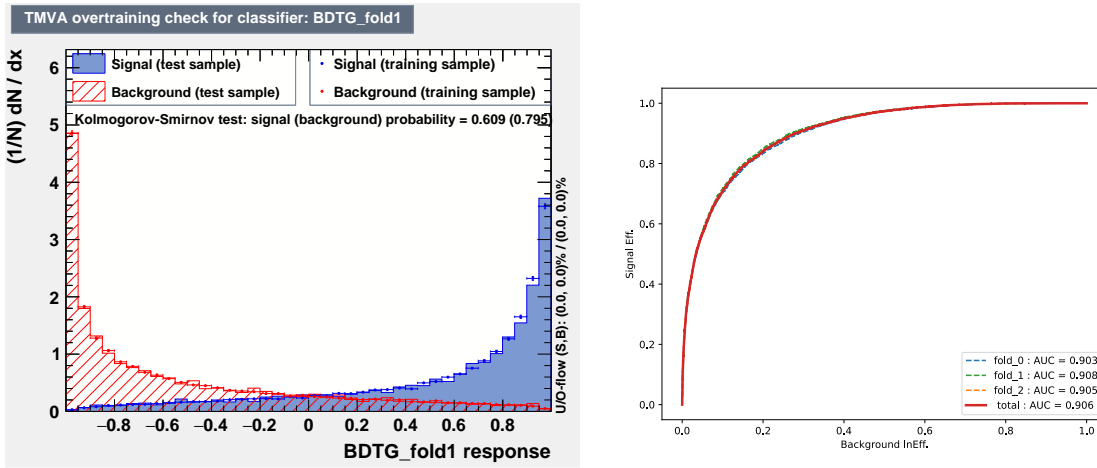 TMVA overtraining check for classifier: BDTG_fold1
(1/N) dN / dx
Signal (test sample)
Background (test sample)
Signal (training sample)
Background (training sample)
Kolmogorov-Smirnov test: signal (background) probability = 0.609 (0.795)
6
5
4
3
2
1
0
−0.8 −0.6 −0.4 −0.2 0 0.2 0.4 0.6 0.8
BDTG_fold1 response
U/O-flow (S,B): (0.0, 0.0)% / (0.0, 0.0)%
Signal Eff.
1.0
0.8
0.6
0.4
0.2
0.0
0.0 0.2 0.4 0.6 0.8 1.0
Background InEff.
fold_0 : AUC = 0.903
fold_1 : AUC = 0.908
fold_2 : AUC = 0.905
total : AUC = 0.906